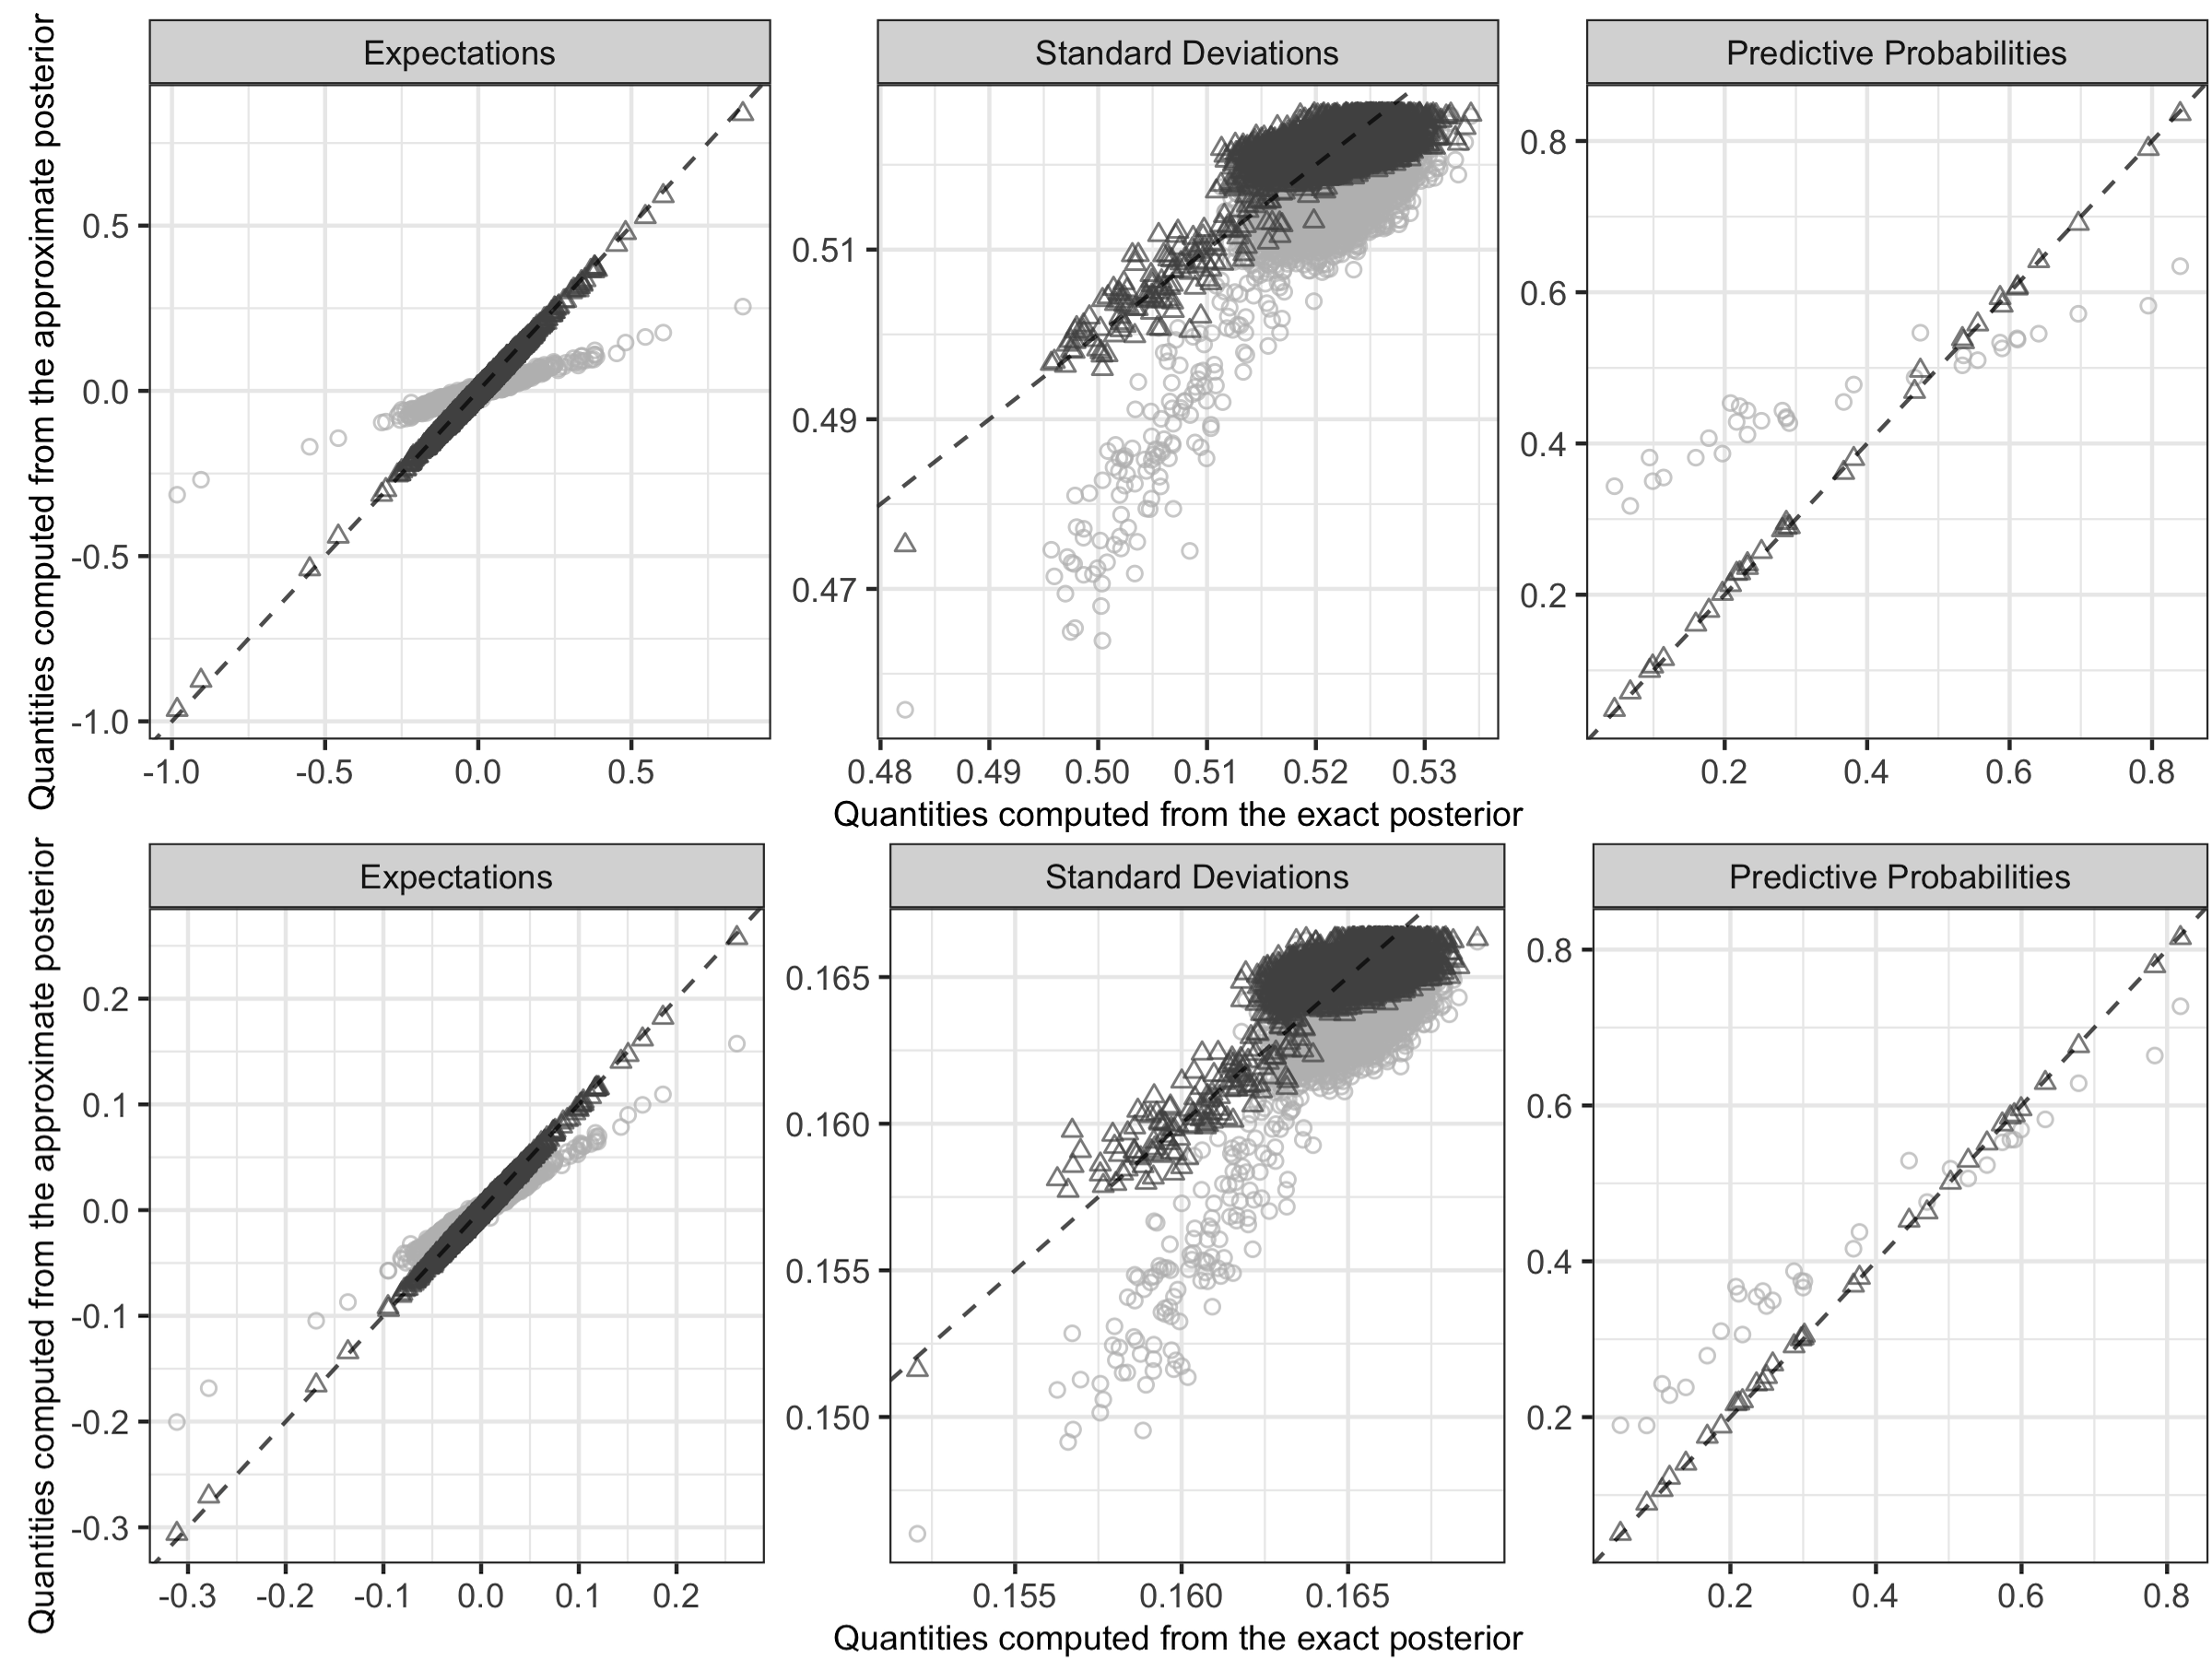 Quantities computed from the approximate posterior
Expectations
Standard Deviations
Predictive Probabilities
0.5
0.0
-0.5
-1.0
-1.0 -0.5 0.0 0.5
0.51
0.49
0.47
0.48 0.49 0.50 0.51 0.52 0.53
0.8
0.6
0.4
0.2
0.2 0.4 0.6 0.8
Quantities computed from the exact posterior
Quantities computed from the approximate posterior
Expectations
Standard Deviations
Predictive Probabilities
0.2
0.1
0.0
-0.1
-0.2
-0.3
-0.3 -0.2 -0.1 0.0 0.1 0.2
0.165
0.160
0.155
0.150
0.155 0.160 0.165
0.8
0.6
0.4
0.2
0.2 0.4 0.6 0.8
Quantities computed from the exact posterior